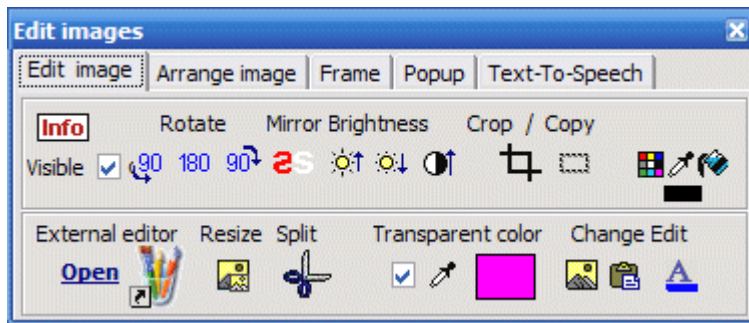 Edit images
Edit image Arrange image Frame Popup Text-To-Speech
Info Rotate Mirror Brightness Crop / Copy
Visible 90 180 90
External editor Resize Split Transparent color Change Edit
Open A